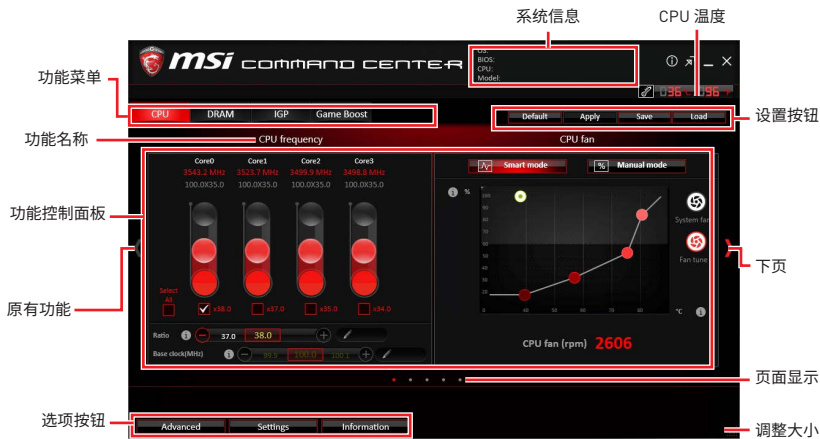 系统信息
CPU 温度
msi COMMAND CENTER
OS:
BIOS:
CPU:
Model:
功能菜单
CPU
DRAM
IGP
Game Boost
Default
Apply
Save
Load
设置按钮
功能名称
CPU frequency
CPU fan
Core0
Core1
Core2
Core3
3543.2 MHz
3523.7 MHz
3499.9 MHz
3498.8 MHz
100.0X35.0
100.0X35.0
100.0X35.0
100.0X35.0
Smart mode
% Manual mode
%
功能控制面板
System fan
Fan tune
下页
原有功能
Select
All
x38.0
x37.0
x35.0
x34.0
°C
Ratio
37.0
38.0
Base clock(MHz)
99.9
100.0
100.1
CPU fan (rpm) 2606
页面显示
选项按钮
Advanced
Settings
Information
调整大小